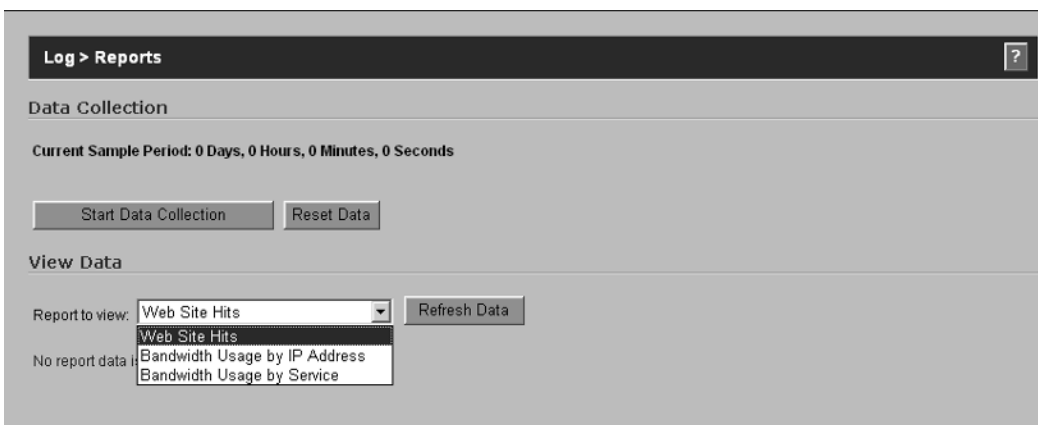 Log > Reports
?
Data Collection
Current Sample Period: 0 Days, 0 Hours, 0 Minutes, 0 Seconds
Start Data Collection
Reset Data
View Data
Report to view: Web Site Hits
Refresh Data
Web Site Hits
Bandwidth Usage by IP Address
Bandwidth Usage by Service
No report data